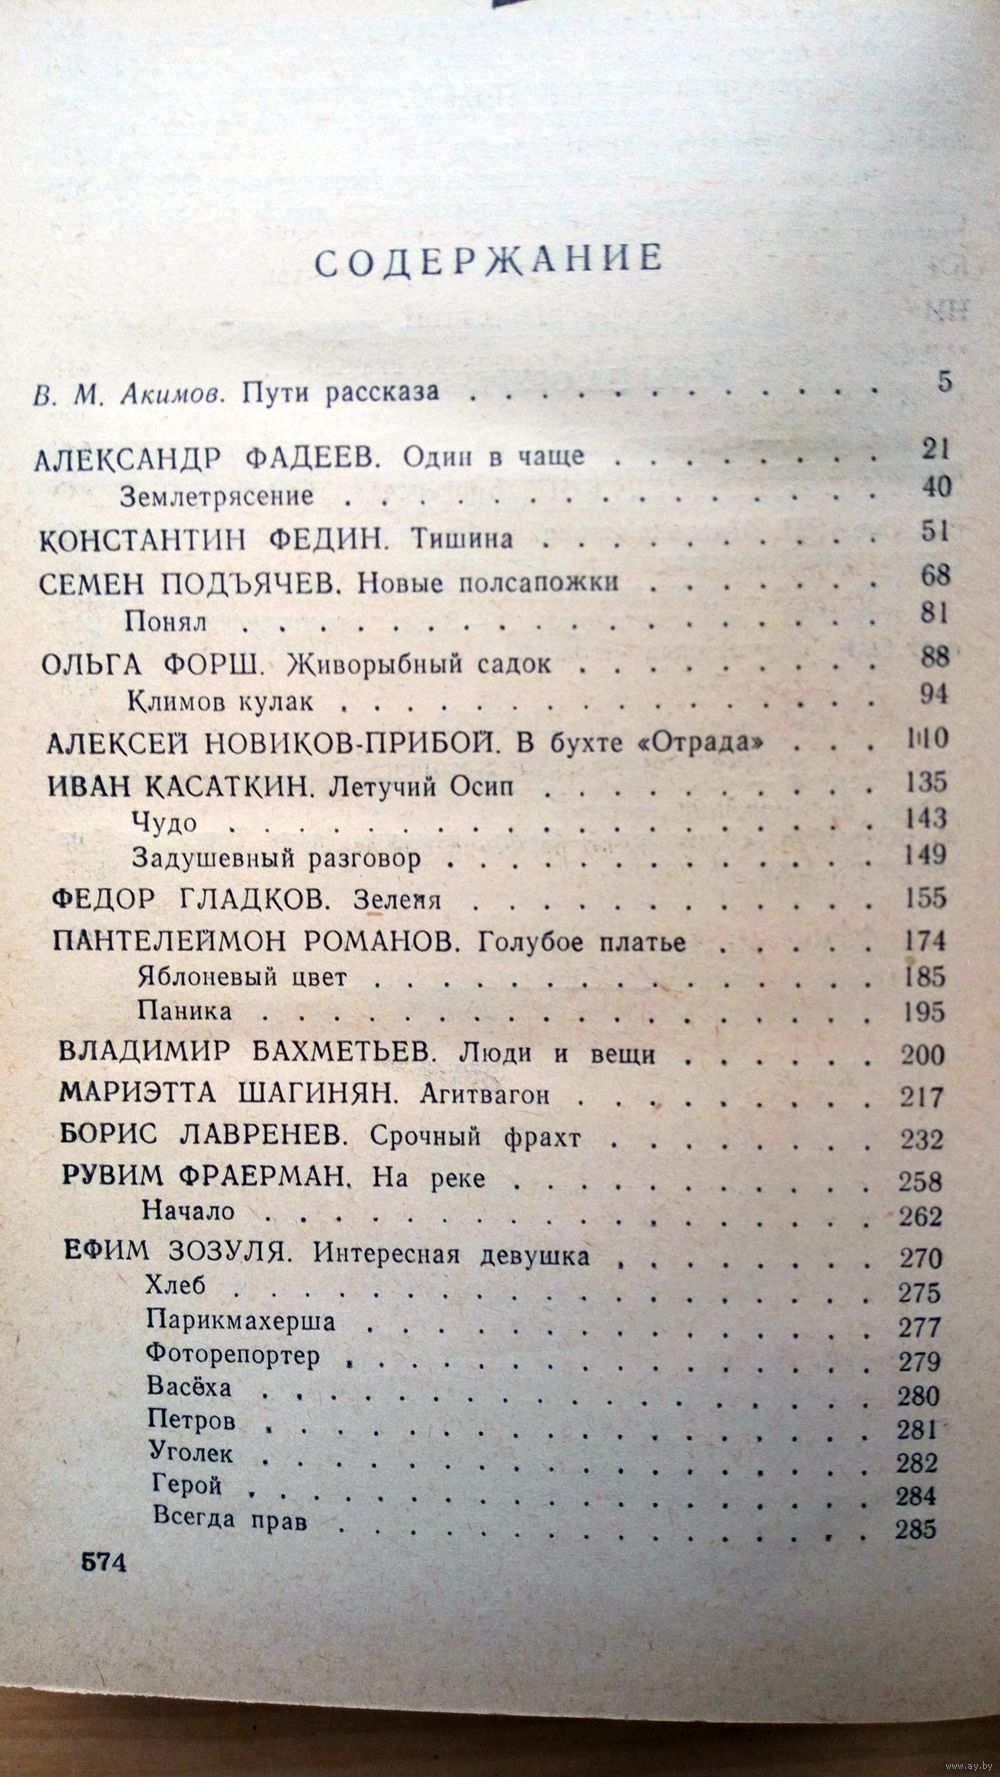 СОДЕРЖАНИЕ
В. М. Акимов. Пути рассказа . . . . . . . . . . . . 5
АЛЕКСАНДР ФАДЕЕВ. Один в чаще . . . . . . . . 21
Землетрясение . . . . . . . . . . . . . . . 40
КОНСТАНТИН ФЕДИН. Тишина . . . . . . . . . . 51
СЕМЕН ПОДЪЯЧЕВ. Новые полсапожки . . . . . . . 68
Понял . . . . . . . . . . . . . . . . . . 81
ОЛЬГА ФОРШ. Живорыбный садок . . . . . . . . . 88
Климов кулак . . . . . . . . . . . . . . . 94
АЛЕКСЕЙ НОВИКОВ-ПРИБОЙ. В бухте «Отрада» . . . 110
ИВАН КАСАТКИН. Летучий Осип . . . . . . . . . . 135
Чудо . . . . . . . . . . . . . . . . . . 143
Задушевный разговор . . . . . . . . . . . . 149
ФЕДОР ГЛАДКОВ. Зеленя . . . . . . . . . . . . 155
ПАНТЕЛЕЙМОН РОМАНОВ. Голубое платье . . . . . 174
Яблоневый цвет . . . . . . . . . . . . . . 185
Паника . . . . . . . . . . . . . . . . . 195
ВЛАДИМИР БАХМЕТЬЕВ. Люди и вещи . . . . . . 200
МАРИЭТТА ШАГИНЯН. Агитвагон . . . . . . . . . 217
БОРИС ЛАВРЕНЕВ. Срочный фрахт . . . . . . . . 232
РУВИМ ФРАЕРМАН. На реке . . . . . . . . . . . 258
Начало . . . . . . . . . . . . . . . . . 262
ЕФИМ ЗОЗУЛЯ. Интересная девушка . . . . . . . . 270
Хлеб . . . . . . . . . . . . . . . . . . 275
Парикмахерша . . . . . . . . . . . . . . 277
Фоторепортер . . . . . . . . . . . . . . . 279
Васёха . . . . . . . . . . . . . . . . . 280
Петров . . . . . . . . . . . . . . . . . 281
Уголек . . . . . . . . . . . . . . . . . 282
Герой . . . . . . . . . . . . . . . . . . 284
Всегда прав . . . . . . . . . . . . . . . 285
574
www.ay.by